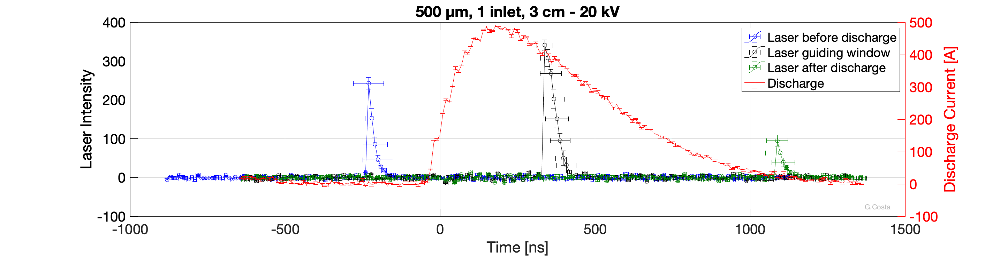 500 µm, 1 inlet, 3 cm - 20 kV
Laser Intensity
400
300
200
100
0
-100
500
400
300
200
100
0
-100
Discharge Current [A]
Laser before discharge
Laser guiding window
Laser after discharge
Discharge
G.Costa
-1000
-500
0
500
1000
1500
Time [ns]